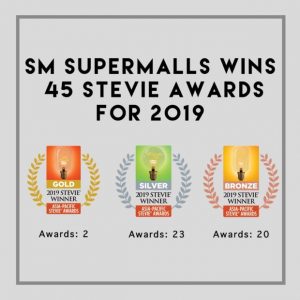 SM SUPERMALLS WINS
45 STEVIE AWARDS
FOR 2019
GOLD
2019 STEVIE®
WINNER
ASIA-PACIFIC
STEVIE® AWARDS
SILVER
2019 STEVIE®
WINNER
ASIA-PACIFIC
STEVIE® AWARDS
BRONZE
2019 STEVIE®
WINNER
ASIA-PACIFIC
STEVIE® AWARDS
Awards: 2
Awards: 23
Awards: 20